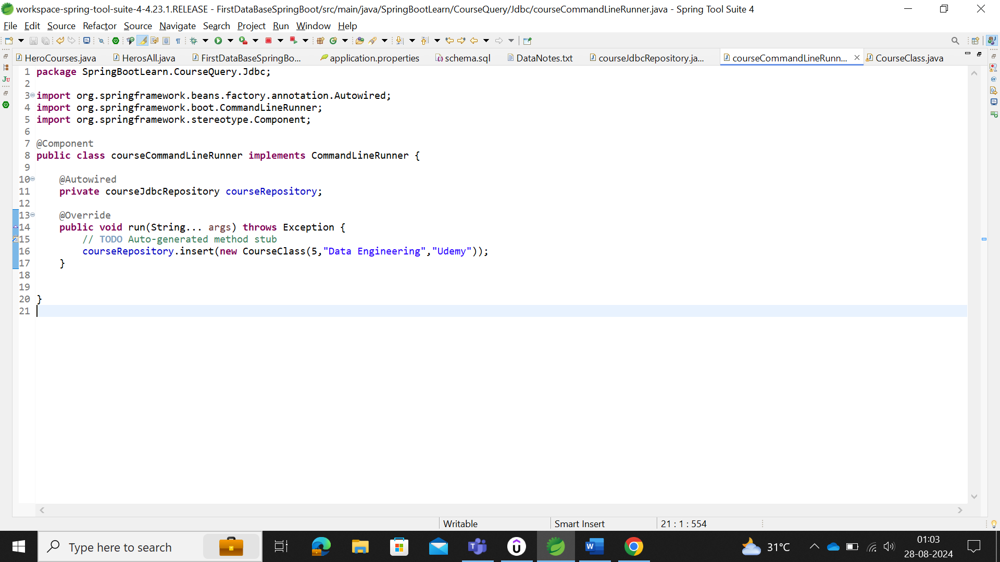 workspace-spring-tool-suite-4-4.23.1.RELEASE - FirstDataBaseSpringBoot/src/main/java/SpringBootLearn/CourseQuery/Jdbc/courseCommandLineRunner.java - Spring Tool Suite 4
File Edit Source Refactor Source Navigate Search Project Run Window Help
HeroCourses.java HerosAll.java FirstDataBaseSpringBo... application.properties schema.sql DataNotes.txt courseJdbcRepository.ja... courseCommandLineRunn... CourseClass.java
1 package SpringBootLearn.CourseQuery.Jdbc;
2
3 import org.springframework.beans.factory.annotation.Autowired;
4 import org.springframework.boot.CommandLineRunner;
5 import org.springframework.stereotype.Component;
6
7 @Component
8 public class courseCommandLineRunner implements CommandLineRunner {
9
10 @Autowired
11 private courseJdbcRepository courseRepository;
12
13 @Override
14 public void run(String... args) throws Exception {
15 // TODO Auto-generated method stub
16 courseRepository.insert(new CourseClass(5,"Data Engineering","Udemy"));
17 }
18
19
20 }
21
Writable Smart Insert 21 : 1 : 554
Type here to search
31°C
01:03
28-08-2024